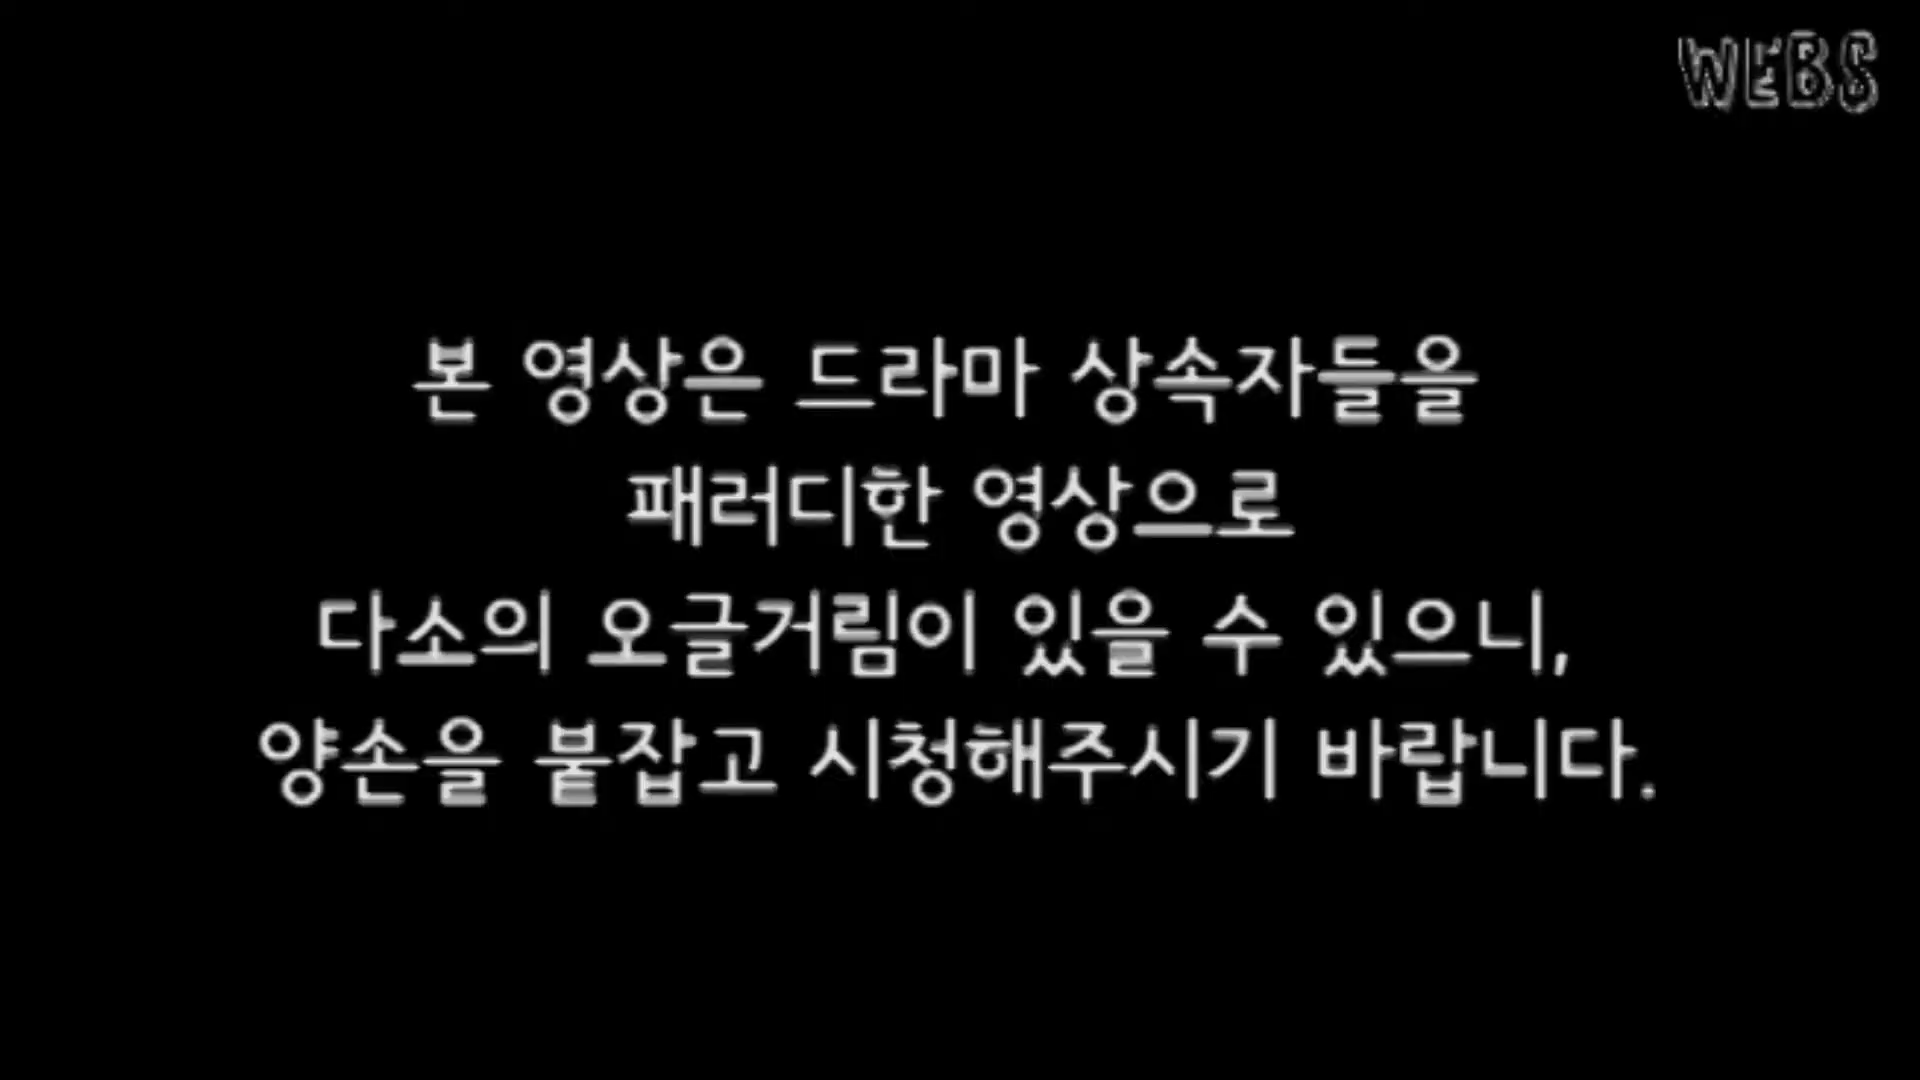 WEBS
본 영상은 드라마 상속자들을
패러디한 영상으로
다소의 오글거림이 있을 수 있으니,
양손을 붙잡고 시청해주시기 바랍니다.